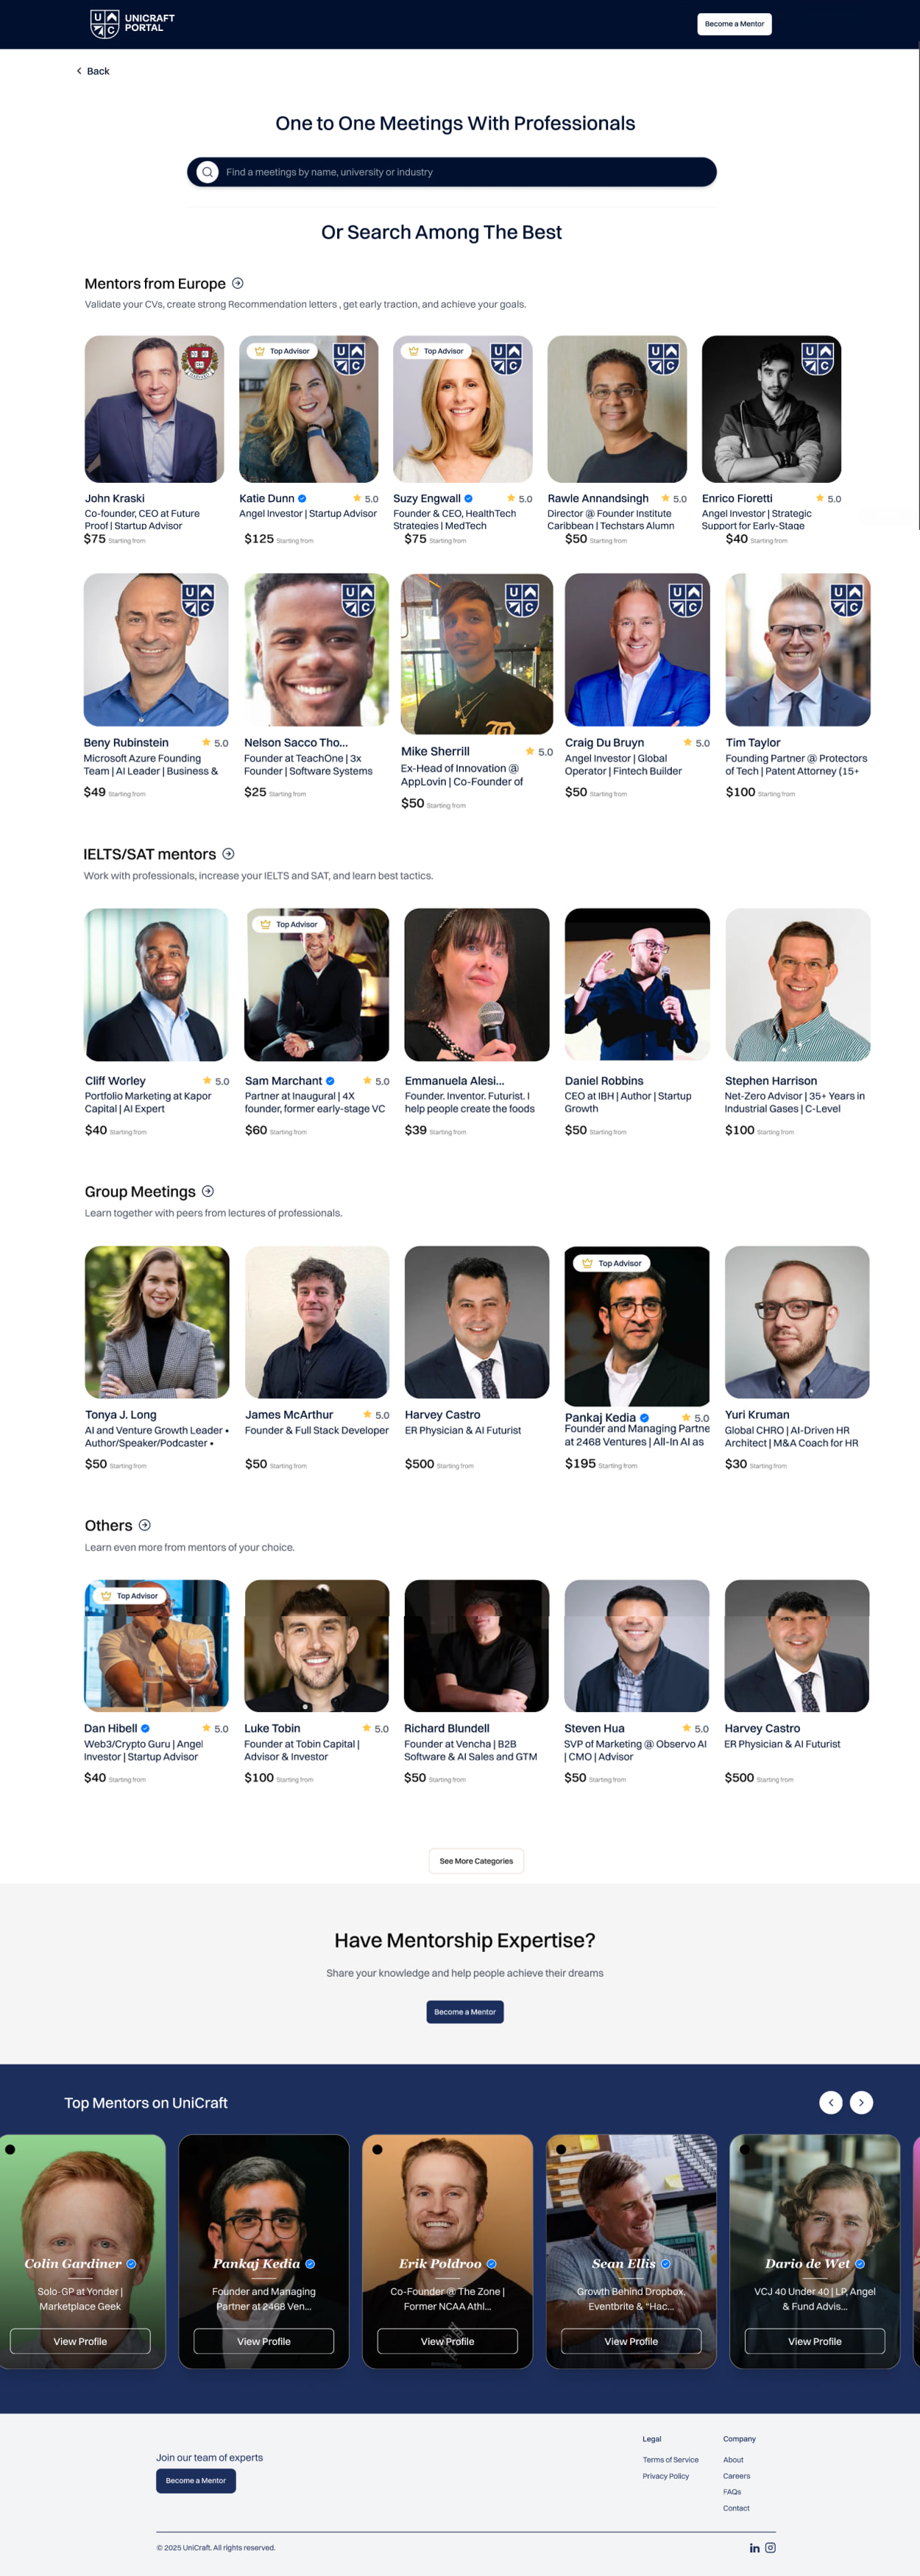 U
C
UNICRAFT
PORTAL
Become a Mentor
Back
One to One Meetings With Professionals
Find a meetings by name, university or industry
Or Search Among The Best
Mentors from Europe
Validate your CVs, create strong Recommendation letters , get early traction, and achieve your goals.
Top Advisor
U
C
Top Advisor
U
C
U
C
U
C
John Kraski
Co-founder, CEO at Future
Proof | Startup Advisor
$75 Starting from
Katie Dunn
5.0
Angel Investor | Startup Advisor
$125 Starting from
Suzy Engwall
5.0
Founder & CEO, HealthTech
Strategies | MedTech
$75 Starting from
Rawle Annandsingh
5.0
Director @ Founder Institute
Caribbean | Techstars Alumn
$50 Starting from
Enrico Fioretti
5.0
Angel Investor | Strategic
Support for Early-Stage
$40 Starting from
U
C
U
C
U
C
U
C
U
C
Beny Rubinstein
5.0
Microsoft Azure Founding
Team | AI Leader | Business &
$49 Starting from
Nelson Sacco Tho...
Founder at TeachOne | 3x
Founder | Software Systems
$25 Starting from
Mike Sherrill
5.0
Ex-Head of Innovation @
AppLovin | Co-Founder of
$50 Starting from
Craig Du Bruyn
5.0
Angel Investor | Global
Operator | Fintech Builder
$50 Starting from
Tim Taylor
Founding Partner @ Protectors
of Tech | Patent Attorney (15+
$100 Starting from
IELTS/SAT mentors
Work with professionals, increase your IELTS and SAT, and learn best tactics.
Top Advisor
Cliff Worley
5.0
Portfolio Marketing at Kapor
Capital | AI Expert
$40 Starting from
Sam Marchant
5.0
Partner at Inaugural | 4X
founder, former early-stage VC
$60 Starting from
Emmanuela Alesi...
Founder. Inventor. Futurist. I
help people create the foods
$39 Starting from
Daniel Robbins
CEO at IBH | Author | Startup
Growth
$50 Starting from
Stephen Harrison
Net-Zero Advisor | 35+ Years in
Industrial Gases | C-Level
$100 Starting from
Group Meetings
Learn together with peers from lectures of professionals.
Top Advisor
Tonya J. Long
AI and Venture Growth Leader •
Author/Speaker/Podcaster •
$50 Starting from
James McArthur
5.0
Founder & Full Stack Developer
$50 Starting from
Harvey Castro
ER Physician & AI Futurist
$500 Starting from
Pankaj Kedia
5.0
Founder and Managing Partne
at 2468 Ventures | All-In AI as
$195 Starting from
Yuri Kruman
Global CHRO | AI-Driven HR
Architect | M&A Coach for HR
$30 Starting from
Others
Learn even more from mentors of your choice.
Top Advisor
Dan Hibell
5.0
Web3/Crypto Guru | Angel
Investor | Startup Advisor
$40 Starting from
Luke Tobin
5.0
Founder at Tobin Capital |
Advisor & Investor
$100 Starting from
Richard Blundell
Founder at Vencha | B2B
Software & AI Sales and GTM
$50 Starting from
Steven Hua
5.0
SVP of Marketing @ Observo AI
| CMO | Advisor
$50 Starting from
Harvey Castro
ER Physician & AI Futurist
$500 Starting from
See More Categories
Have Mentorship Expertise?
Share your knowledge and help people achieve their dreams
Become a Mentor
Top Mentors on UniCraft
Colin Gardiner
Solo-GP at Yonder |
Marketplace Geek
View Profile
Pankaj Kedia
Founder and Managing
Partner at 2468 Ven...
View Profile
Erik Poldroo
Co-Founder @ The Zone |
Former NCAA Athl...
View Profile
Sean Ellis
Growth Behind Dropbox,
Eventbrite & "Hac...
View Profile
Dario de Wet
VCJ 40 Under 40 | LP, Angel
& Fund Advis...
View Profile
Join our team of experts
Become a Mentor
Legal
Terms of Service
Privacy Policy
Company
About
Careers
FAQs
Contact
© 2025 UniCraft. All rights reserved.
in